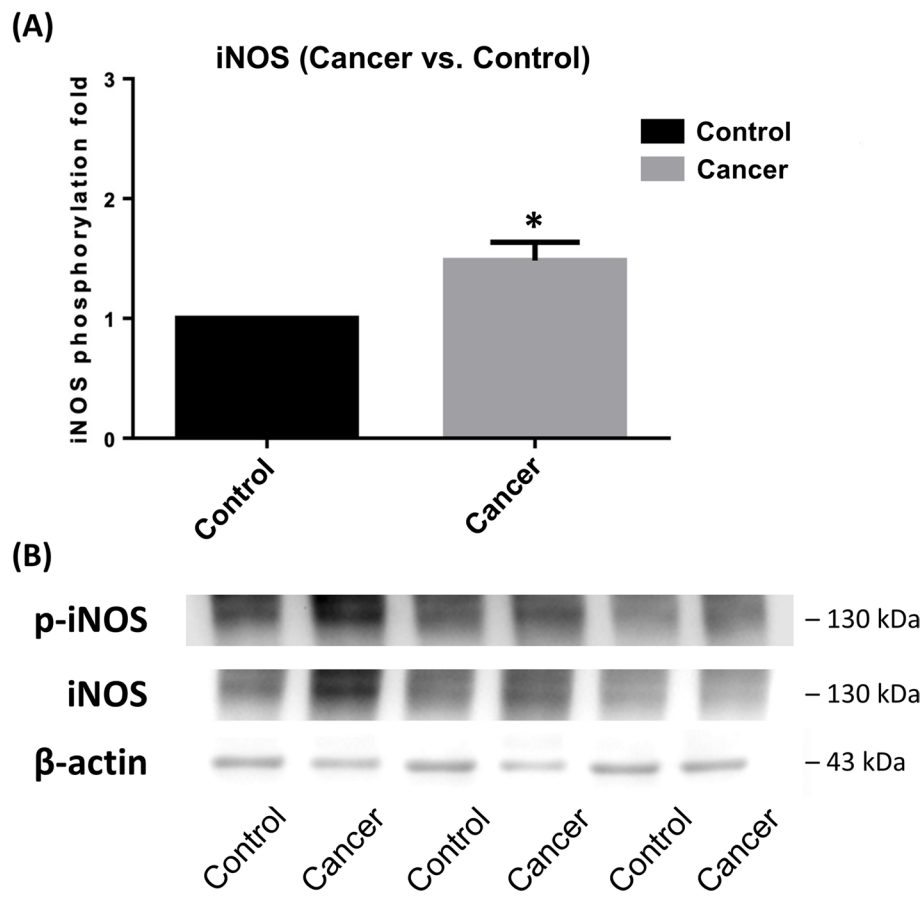 (A)
iNOS (Cancer vs. Control)
iNOS phosphorylation fold
3
2
1
0
Control
Cancer
*
Control
Cancer
(B)
p-iNOS
– 130 kDa
iNOS
– 130 kDa
β-actin
– 43 kDa
Control Cancer Control Cancer Control Cancer